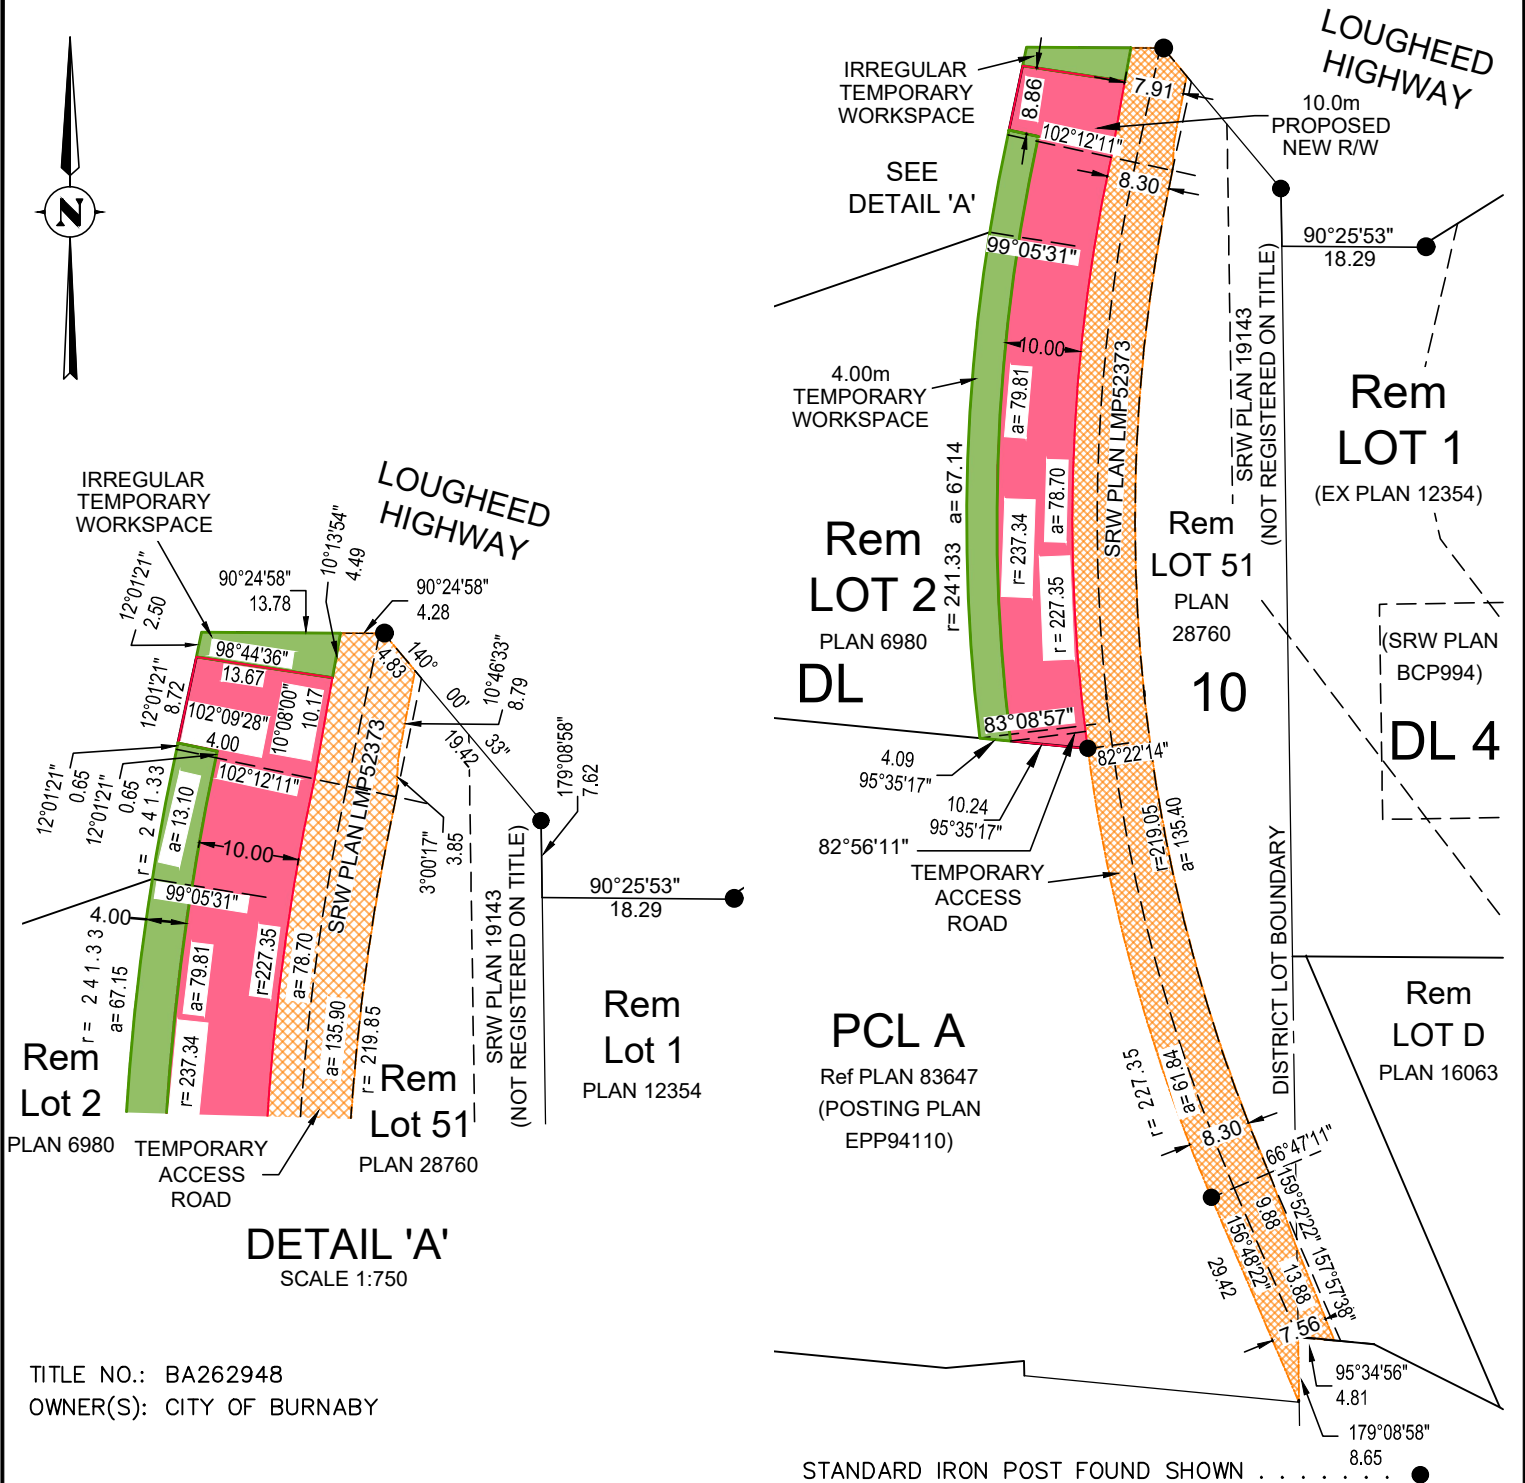 N
IRREGULAR
TEMPORARY
WORKSPACE
LOUGHEED
HIGHWAY
12°01'21"
2.50
90°24'58"
13.78
10°13'54"
4.49
90°24'58"
4.28
98°44'36"
13.67
4.83
140°
00'
33"
19.42
10°46'33"
8.79
12°01'21"
8.72
102°09'28"
4.00
10°08'00"
10.17
179°08'58"
7.62
12°01'21"
0.65
12°01'21"
0.65
102°12'11"
r= 241.33
a= 13.10
10.00
SRW PLAN LMP52373
3°00'17"
3.85
99°05'31"
4.00
90°25'53"
18.29
r= 241.33
a= 67.15
a= 79.81
r= 237.34
r=227.35
a= 78.70
a= 135.90
r= 219.85
SRW PLAN 19143
(NOT REGISTERED ON TITLE)
Rem
Lot 1
PLAN 12354
Rem
Lot 2
PLAN 6980
Rem
Lot 51
PLAN 28760
TEMPORARY
ACCESS
ROAD
DETAIL 'A'
SCALE 1:750
TITLE NO.: BA262948
OWNER(S): CITY OF BURNABY
LOUGHEED
HIGHWAY
IRREGULAR
TEMPORARY
WORKSPACE
8.86
7.91
10.0m
PROPOSED
NEW R/W
102°12'11"
SEE
DETAIL 'A'
8.30
99°05'31"
90°25'53"
18.29
10.00
4.00m
TEMPORARY
WORKSPACE
a= 79.81
SRW PLAN LMP52373
SRW PLAN 19143
(NOT REGISTERED ON TITLE)
Rem
LOT 1
(EX PLAN 12354)
r= 241.33 a= 67.14
a= 78.70
r= 237.34
r= 227.35
Rem
LOT 2
PLAN 6980
Rem
LOT 51
PLAN
28760
(SRW PLAN
BCP994)
DL
10
DL 4
83°08'57"
4.09
95°35'17"
82°22'14"
10.24
95°35'17"
82°56'11"
TEMPORARY
ACCESS
ROAD
r=219.05
a= 135.40
DISTRICT LOT BOUNDARY
PCL A
Ref PLAN 83647
(POSTING PLAN
EPP94110)
Rem
LOT D
PLAN 16063
r= 227.35
a= 61.84
8.30
66°47'11"
159°52'22"
9.88
156°48'22"
29.42
157°57'38"
13.88
7.56
95°34'56"
4.81
179°08'58"
8.65
STANDARD IRON POST FOUND SHOWN . . . . . . . ●